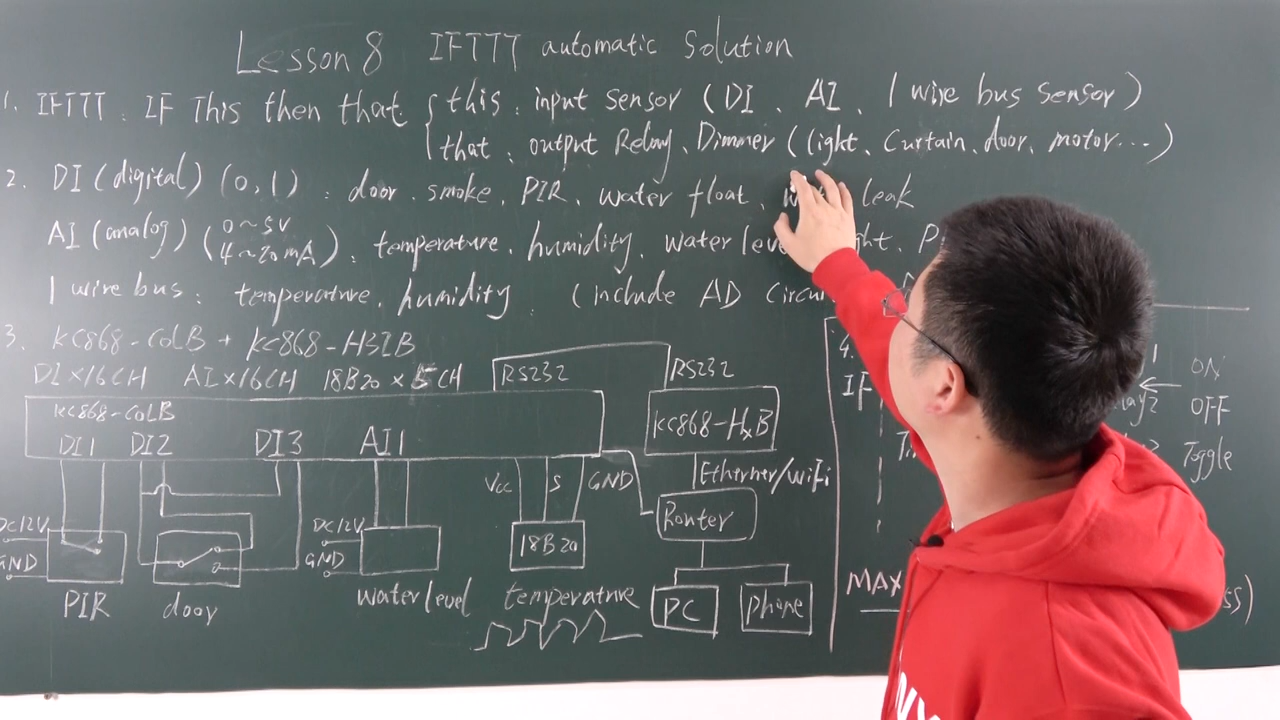 Lesson 8 IFTTT automatic Solution
1. IFTTT : IF This then that { this : input sensor ( DI 、 AI 、 1 wire bus sensor )
that : output Relay 、 Dimmer ( light 、 Curtain 、 door 、 motor... )
2. DI (digital) (0,1) : door 、 smoke 、 PIR 、 water float 、 leak
AI (analog) ( 0~5V
4~20mA ) : temperature 、 humidity 、 water
1 wire bus : temperature 、 humidity (include AD
3. KC868-COLB + KC868-H32B
DI×16CH AI×16CH 18B20×5CH RS232 RS232
KC868-COLB
DI1 DI2 DI3 AI1
KC868-HxB
Vcc S GND
Etherner/WiFi
Router
DC12V GND
PIR
door
DC12V GND
water level
18B20
temperature
PC Phone
4.
IF
1 ON
OFF
Toggle
MAX